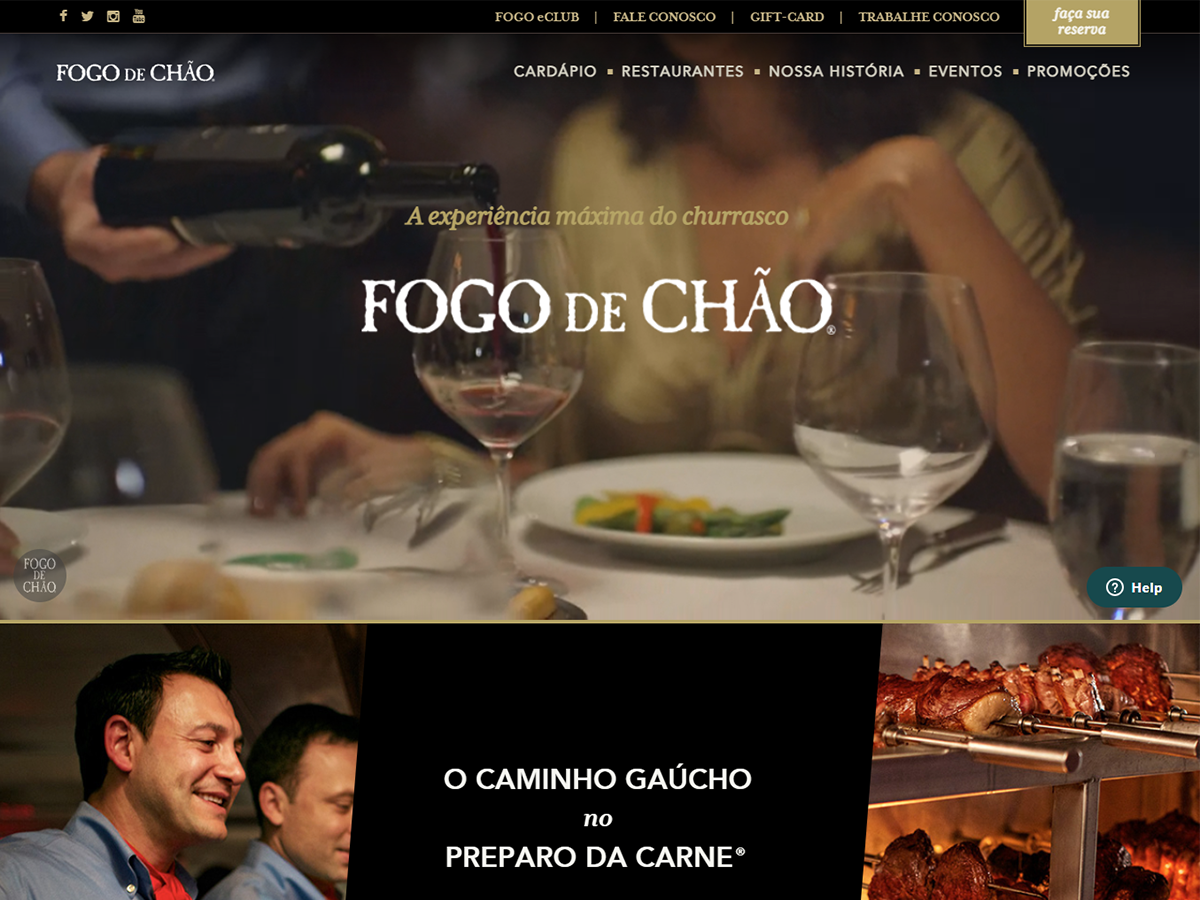 FOGO eCLUB | FALE CONOSCO | GIFT-CARD | TRABALHE CONOSCO
faça sua
reserva
FOGO DE CHÃO
CARDÁPIO ▪ RESTAURANTES ▪ NOSSA HISTÓRIA ▪ EVENTOS ▪ PROMOÇÕES
A experiência máxima do churrasco
FOGO DE CHÃO®
FOGO
DE
CHÃO
Help
O CAMINHO GAÚCHO
no
PREPARO DA CARNE®